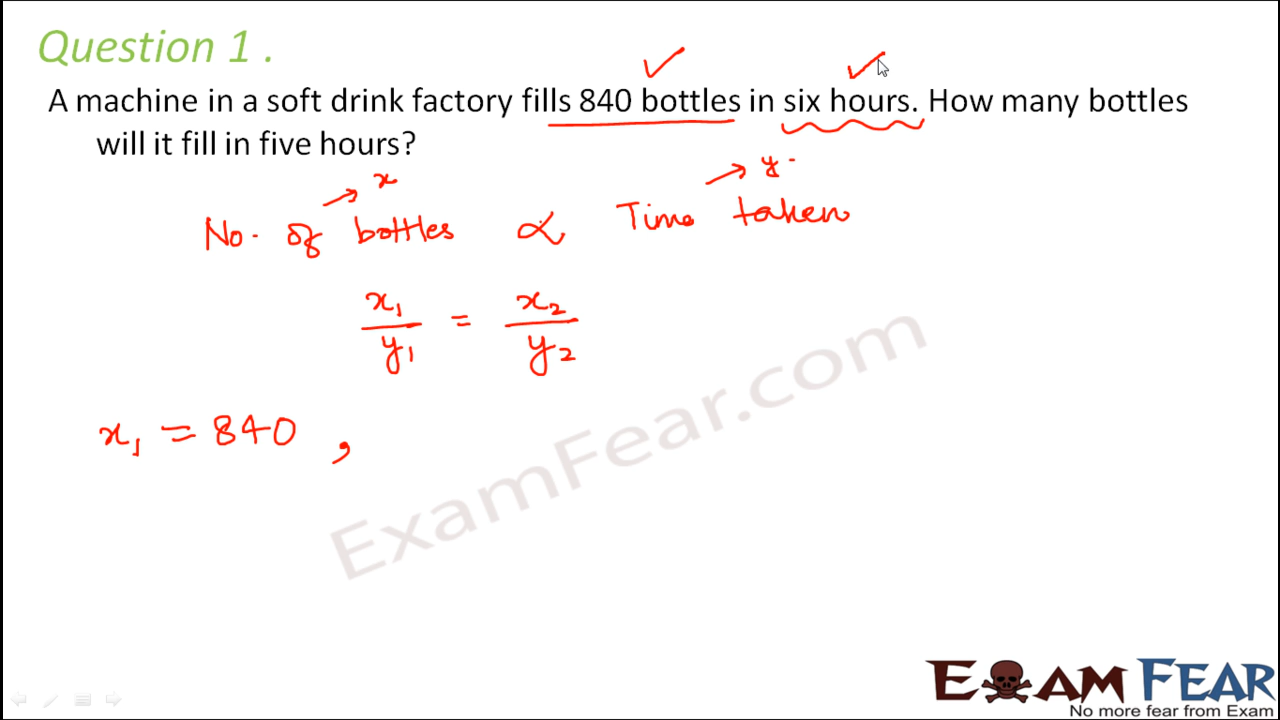 Question 1 .
A machine in a soft drink factory fills 840 bottles in six hours. How many bottles
will it fill in five hours?
→ x → y.
No. of bottles ∝ Time taken
x₁/y₁ = x₂/y₂
x₁ = 840 ,
ExamFear.com
EXAM FEAR
No more fear from Exam